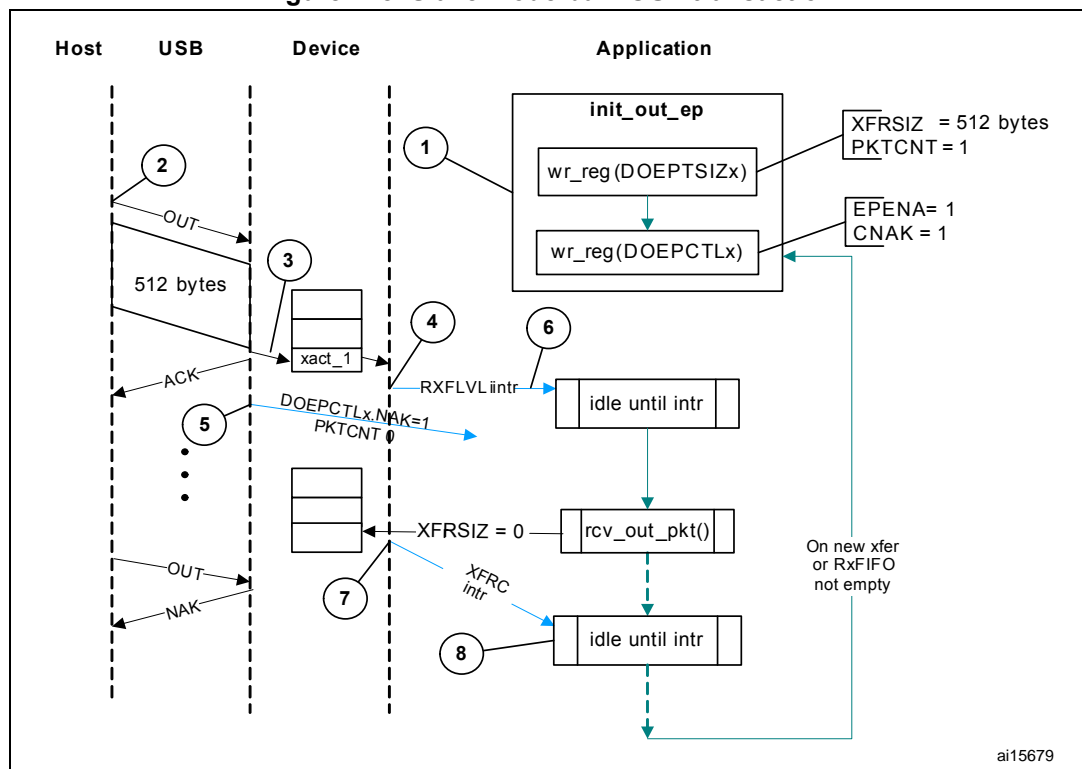 Host USB Device Application
init_out_ep
1
wr_reg(DOEPTSIZx)
XFRSIZ = 512 bytes
PKTCNT = 1
wr_reg(DOEPCTLx)
EPENA= 1
CNAK = 1
2
OUT
512 bytes
3
xact_1
4
6
ACK
RXFLVL iintr
idle until intr
5
DOEPCTLx.NAK=1
PKTCNT 0
XFRSIZ = 0
rcv_out_pkt()
On new xfer
or RxFIFO
not empty
OUT
NAK
7
XFRC
intr
8
idle until intr
ai15679